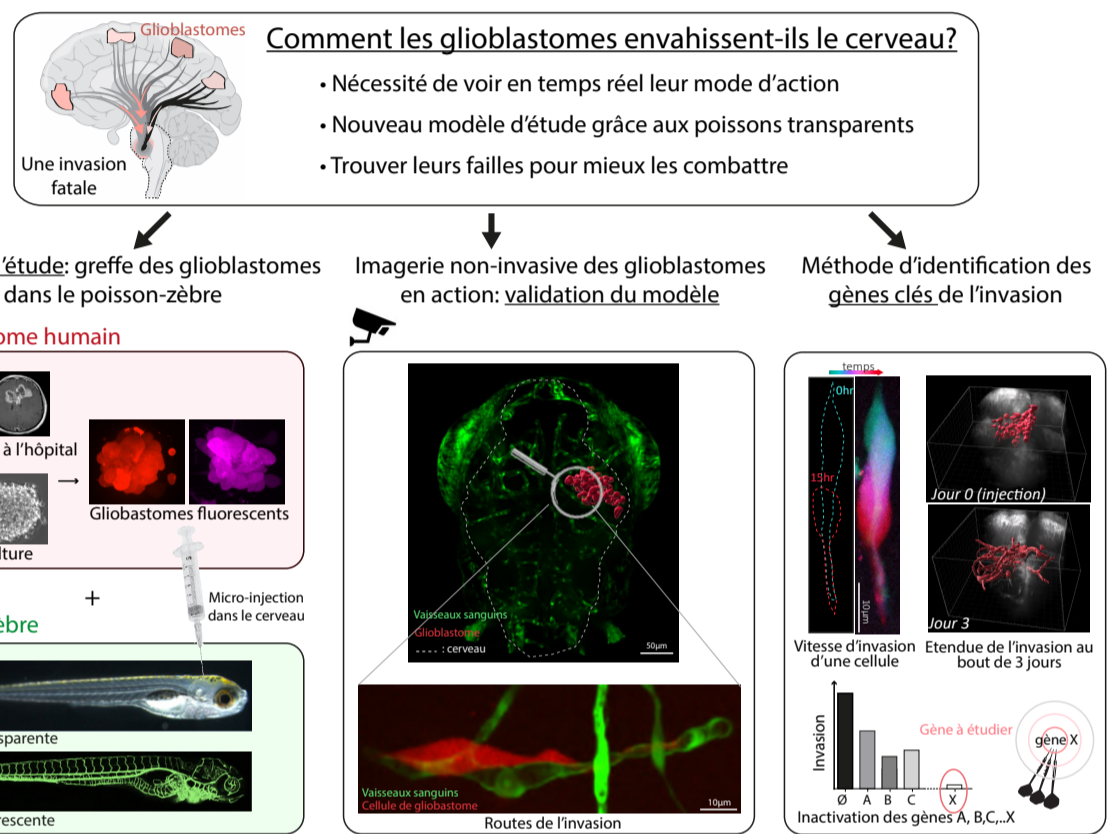 Glioblastomes
Comment les glioblastomes envahissent-ils le cerveau?
• Nécessité de voir en temps réel leur mode d'action
• Nouveau modèle d'étude grâce aux poissons transparents
• Trouver leurs failles pour mieux les combattre
Une invasion
fatale
'étude: greffe des glioblastomes
dans le poisson-zèbre
ome humain
à l'hôpital
lture
Gliobastomes fluorescents
+
Micro-injection
dans le cerveau
èbre
sparente
rescente
Imagerie non-invasive des glioblastomes
en action: validation du modèle
Vaisseaux sanguins
Glioblastome
---- : cerveau
50µm
Vaisseaux sanguins
Cellule de gliobastome
10µm
Routes de l'invasion
Méthode d'identification des
gènes clés de l'invasion
temps
0hr
15hr
10µm
Jour 0 (injection)
Jour 3
Vitesse d'invasion
d'une cellule
Etendue de l'invasion au
bout de 3 jours
Invasion
Gène à étudier
gène X
Ø A B C X
Inactivation des gènes A, B,C,..X